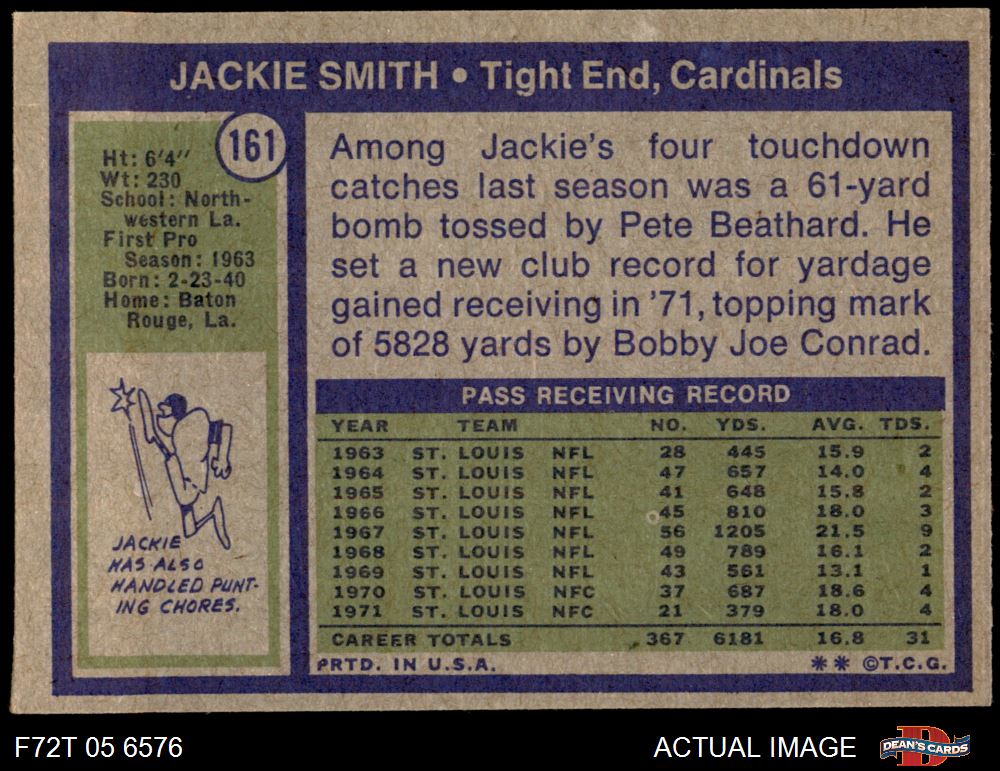 JACKIE SMITH • Tight End, Cardinals
161
Ht: 6'4"
Wt: 230
School: North-
western La.
First Pro
Season: 1963
Born: 2-23-40
Home: Baton
Rouge, La.
JACKIE
HAS ALSO
HANDLED PUNT-
ING CHORES.
Among Jackie's four touchdown
catches last season was a 61-yard
bomb tossed by Pete Beathard. He
set a new club record for yardage
gained receiving in '71, topping mark
of 5828 yards by Bobby Joe Conrad.
PASS RECEIVING RECORD
YEAR TEAM NO. YDS. AVG. TDS.
1963 ST. LOUIS NFL 28 445 15.9 2
1964 ST. LOUIS NFL 47 657 14.0 4
1965 ST. LOUIS NFL 41 648 15.8 2
1966 ST. LOUIS NFL 45 810 18.0 3
1967 ST. LOUIS NFL 56 1205 21.5 9
1968 ST. LOUIS NFL 49 789 16.1 2
1969 ST. LOUIS NFL 43 561 13.1 1
1970 ST. LOUIS NFC 37 687 18.6 4
1971 ST. LOUIS NFC 21 379 18.0 4
CAREER TOTALS 367 6181 16.8 31
PRTD. IN U.S.A. ** ©T.C.G.
F72T 05 6576 ACTUAL IMAGE DEAN'S CARDS